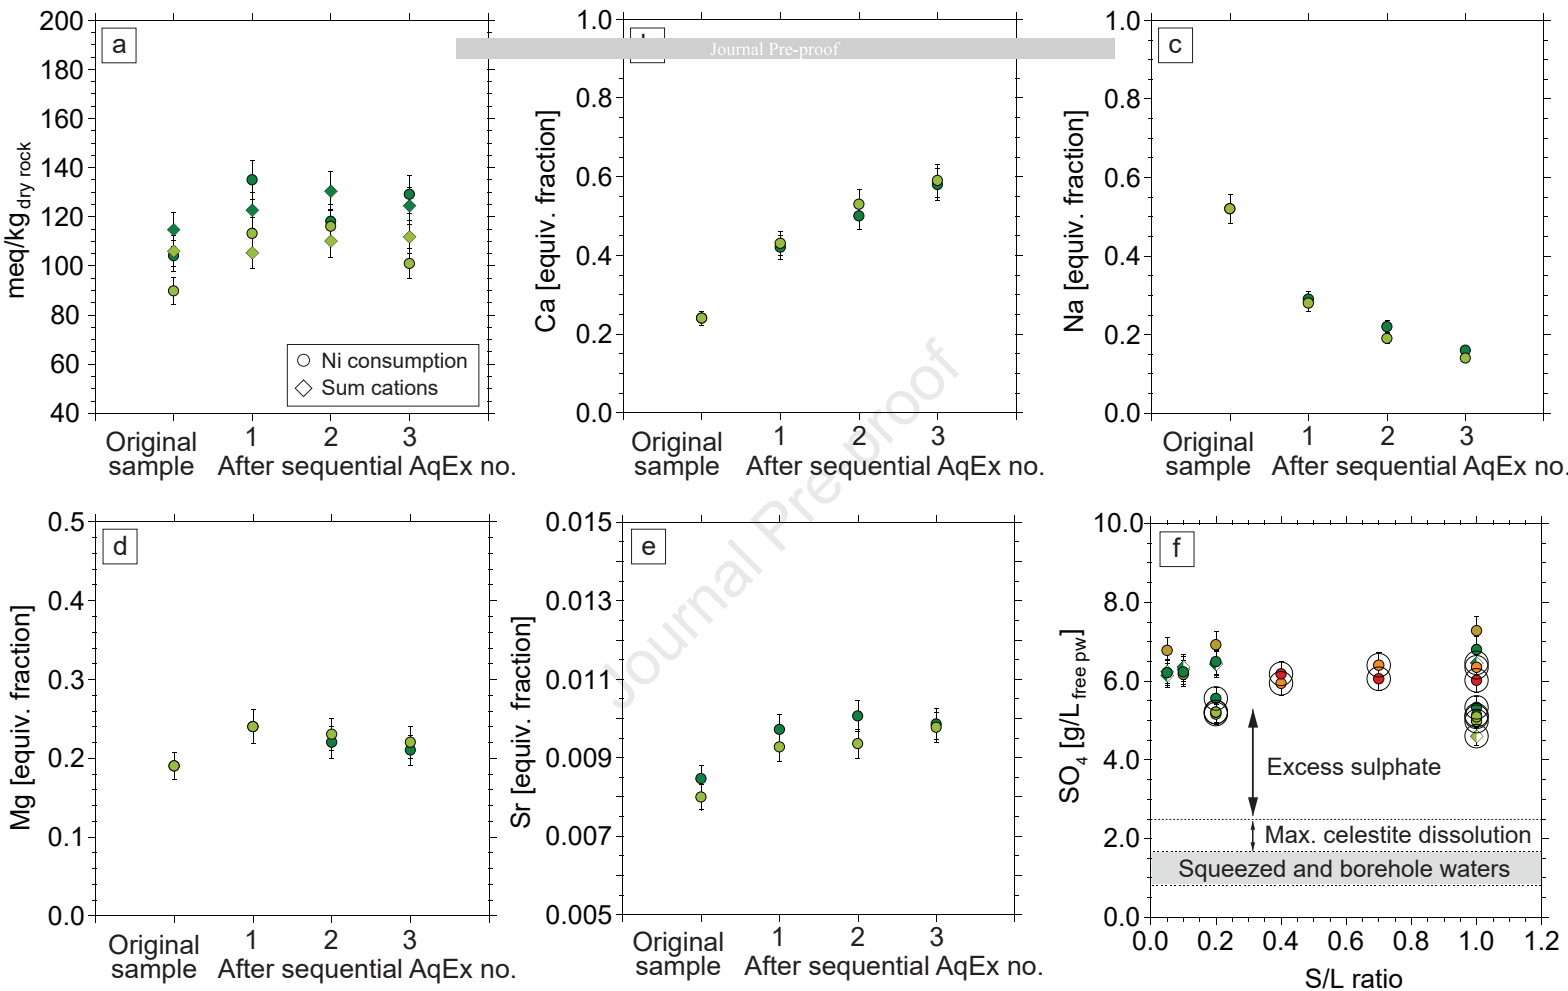 Journal Pre-proof
a
200
180
160
140
120
100
80
60
40
meq/kg dry rock
Ni consumption
Sum cations
Original
sample
1 2 3
After sequential AqEx no.
1.0
0.8
0.6
0.4
0.2
0.0
Ca [equiv. fraction]
Original
sample
1 2 3
After sequential AqEx no.
c
1.0
0.8
0.6
0.4
0.2
0.0
Na [equiv. fraction]
Original
sample
1 2 3
After sequential AqEx no.
d
0.5
0.4
0.3
0.2
0.1
0.0
Mg [equiv. fraction]
Original
sample
1 2 3
After sequential AqEx no.
e
0.015
0.013
0.011
0.009
0.007
0.005
Sr [equiv. fraction]
Original
sample
1 2 3
After sequential AqEx no.
f
10.0
8.0
6.0
4.0
2.0
0.0
SO4 [g/Lfree pw]
Excess sulphate
Max. celestite dissolution
Squeezed and borehole waters
0.0 0.2 0.4 0.6 0.8 1.0 1.2
S/L ratio
Journal Pre-proof